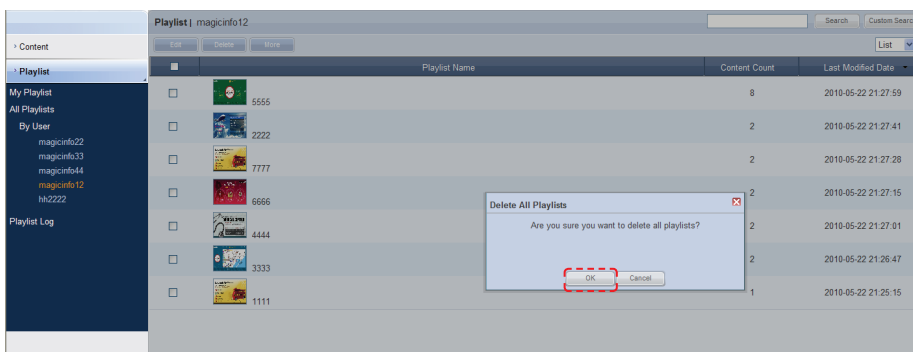 Playlist | magicinfo12
Search
Custom Searc
Content
Edit
Delete
More
List
Playlist
Playlist Name
Content Count
Last Modified Date
My Playlist
All Playlists
By User
magicinfo22
magicinfo33
magicinfo44
magicinfo12
hh2222
Playlist Log
5555 8 2010-05-22 21:27:59
2222 2 2010-05-22 21:27:41
7777 2 2010-05-22 21:27:28
6666 2 2010-05-22 21:27:15
4444 2 2010-05-22 21:27:01
3333 2 2010-05-22 21:26:47
1111 1 2010-05-22 21:25:15
Delete All Playlists
Are you sure you want to delete all playlists?
OK
Cancel